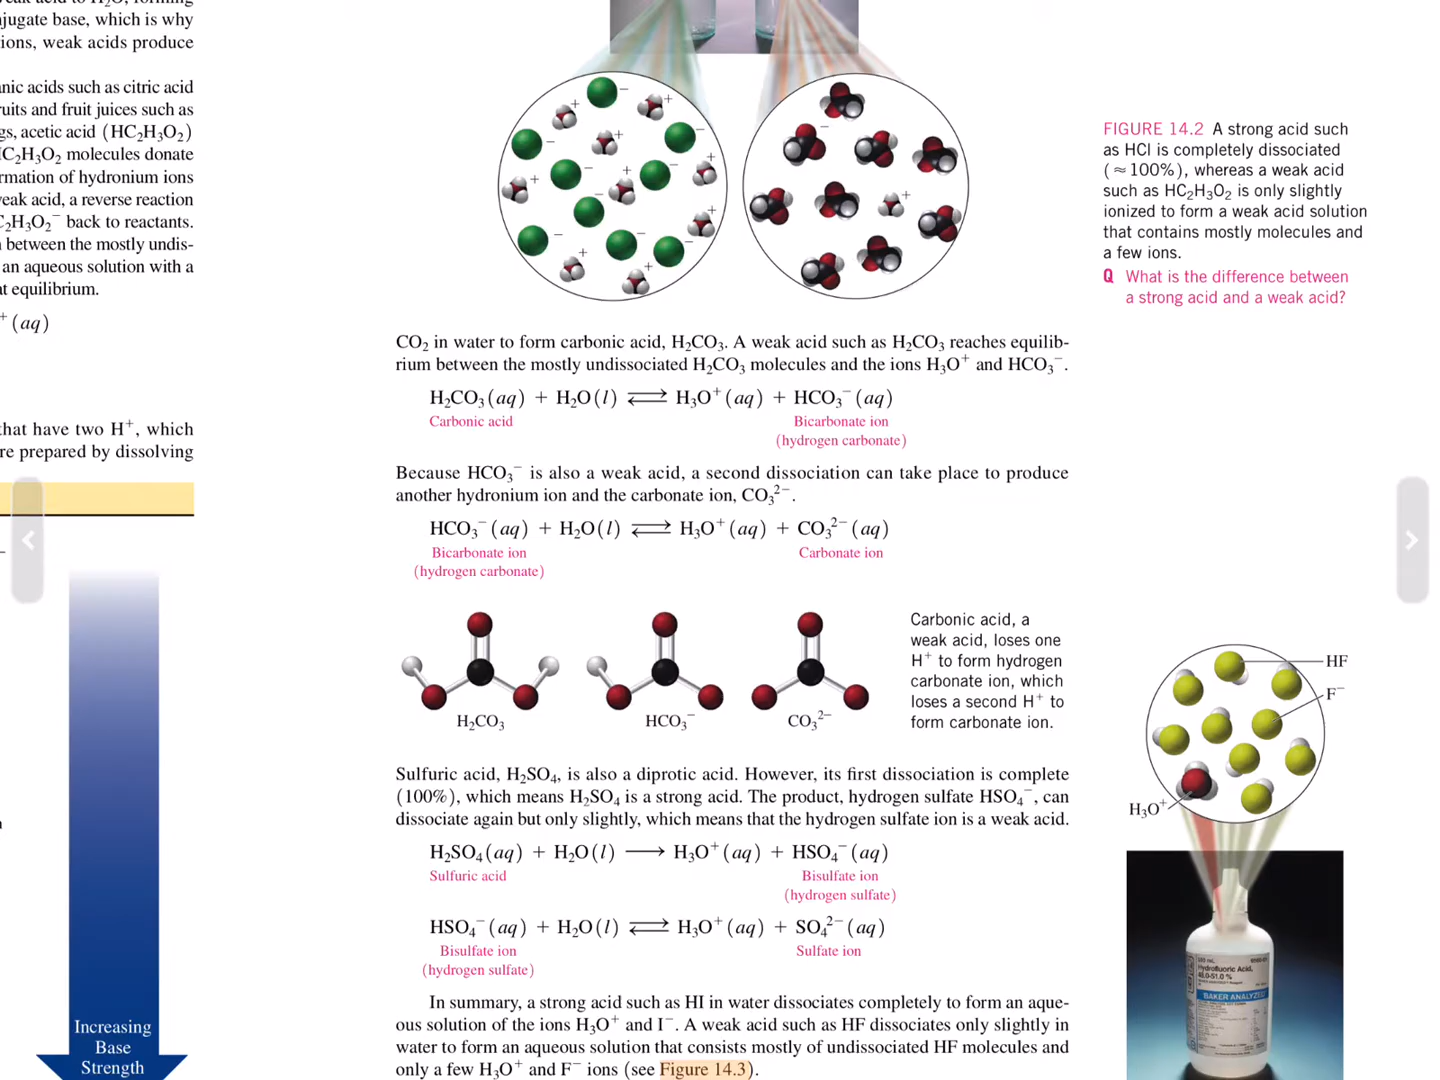 njugate base, which is why
ions, weak acids produce
anic acids such as citric acid
ruits and fruit juices such as
gs, acetic acid (HC₂H₃O₂)
HC₂H₃O₂ molecules donate
rmation of hydronium ions
weak acid, a reverse reaction
C₂H₃O₂⁻ back to reactants.
n between the mostly undis-
an aqueous solution with a
at equilibrium.
⁺(aq)
that have two H⁺, which
re prepared by dissolving
Increasing
Base
Strength
FIGURE 14.2 A strong acid such
as HCl is completely dissociated
(≈100%), whereas a weak acid
such as HC₂H₃O₂ is only slightly
ionized to form a weak acid solution
that contains mostly molecules and
a few ions.
Q What is the difference between
a strong acid and a weak acid?
CO₂ in water to form carbonic acid, H₂CO₃. A weak acid such as H₂CO₃ reaches equilib-
rium between the mostly undissociated H₂CO₃ molecules and the ions H₃O⁺ and HCO₃⁻.
H₂CO₃(aq) + H₂O(l) ⇌ H₃O⁺(aq) + HCO₃⁻(aq)
Carbonic acid Bicarbonate ion
(hydrogen carbonate)
Because HCO₃⁻ is also a weak acid, a second dissociation can take place to produce
another hydronium ion and the carbonate ion, CO₃²⁻.
HCO₃⁻(aq) + H₂O(l) ⇌ H₃O⁺(aq) + CO₃²⁻(aq)
Bicarbonate ion Carbonate ion
(hydrogen carbonate)
H₂CO₃ HCO₃⁻ CO₃²⁻
Carbonic acid, a
weak acid, loses one
H⁺ to form hydrogen
carbonate ion, which
loses a second H⁺ to
form carbonate ion.
Sulfuric acid, H₂SO₄, is also a diprotic acid. However, its first dissociation is complete
(100%), which means H₂SO₄ is a strong acid. The product, hydrogen sulfate HSO₄⁻, can
dissociate again but only slightly, which means that the hydrogen sulfate ion is a weak acid.
H₂SO₄(aq) + H₂O(l) ⟶ H₃O⁺(aq) + HSO₄⁻(aq)
Sulfuric acid Bisulfate ion
(hydrogen sulfate)
HSO₄⁻(aq) + H₂O(l) ⇌ H₃O⁺(aq) + SO₄²⁻(aq)
Bisulfate ion Sulfate ion
(hydrogen sulfate)
In summary, a strong acid such as HI in water dissociates completely to form an aque-
ous solution of the ions H₃O⁺ and I⁻. A weak acid such as HF dissociates only slightly in
water to form an aqueous solution that consists mostly of undissociated HF molecules and
only a few H₃O⁺ and F⁻ ions (see Figure 14.3).
HF
F⁻
H₃O⁺
Hydrofluoric Acid,
48.0-51.0 %
BAKER ANALYZED